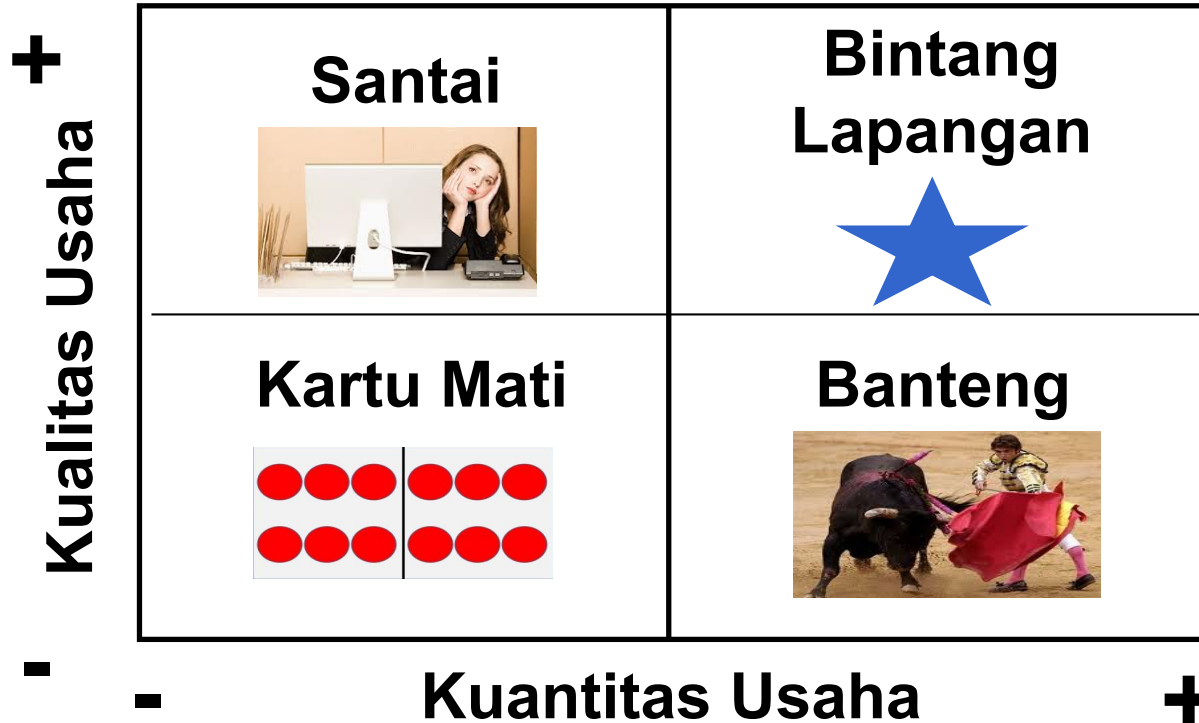 +
Kualitas Usaha
-
Santai
Bintang
Lapangan
Kartu Mati
Banteng
-
Kuantitas Usaha
+